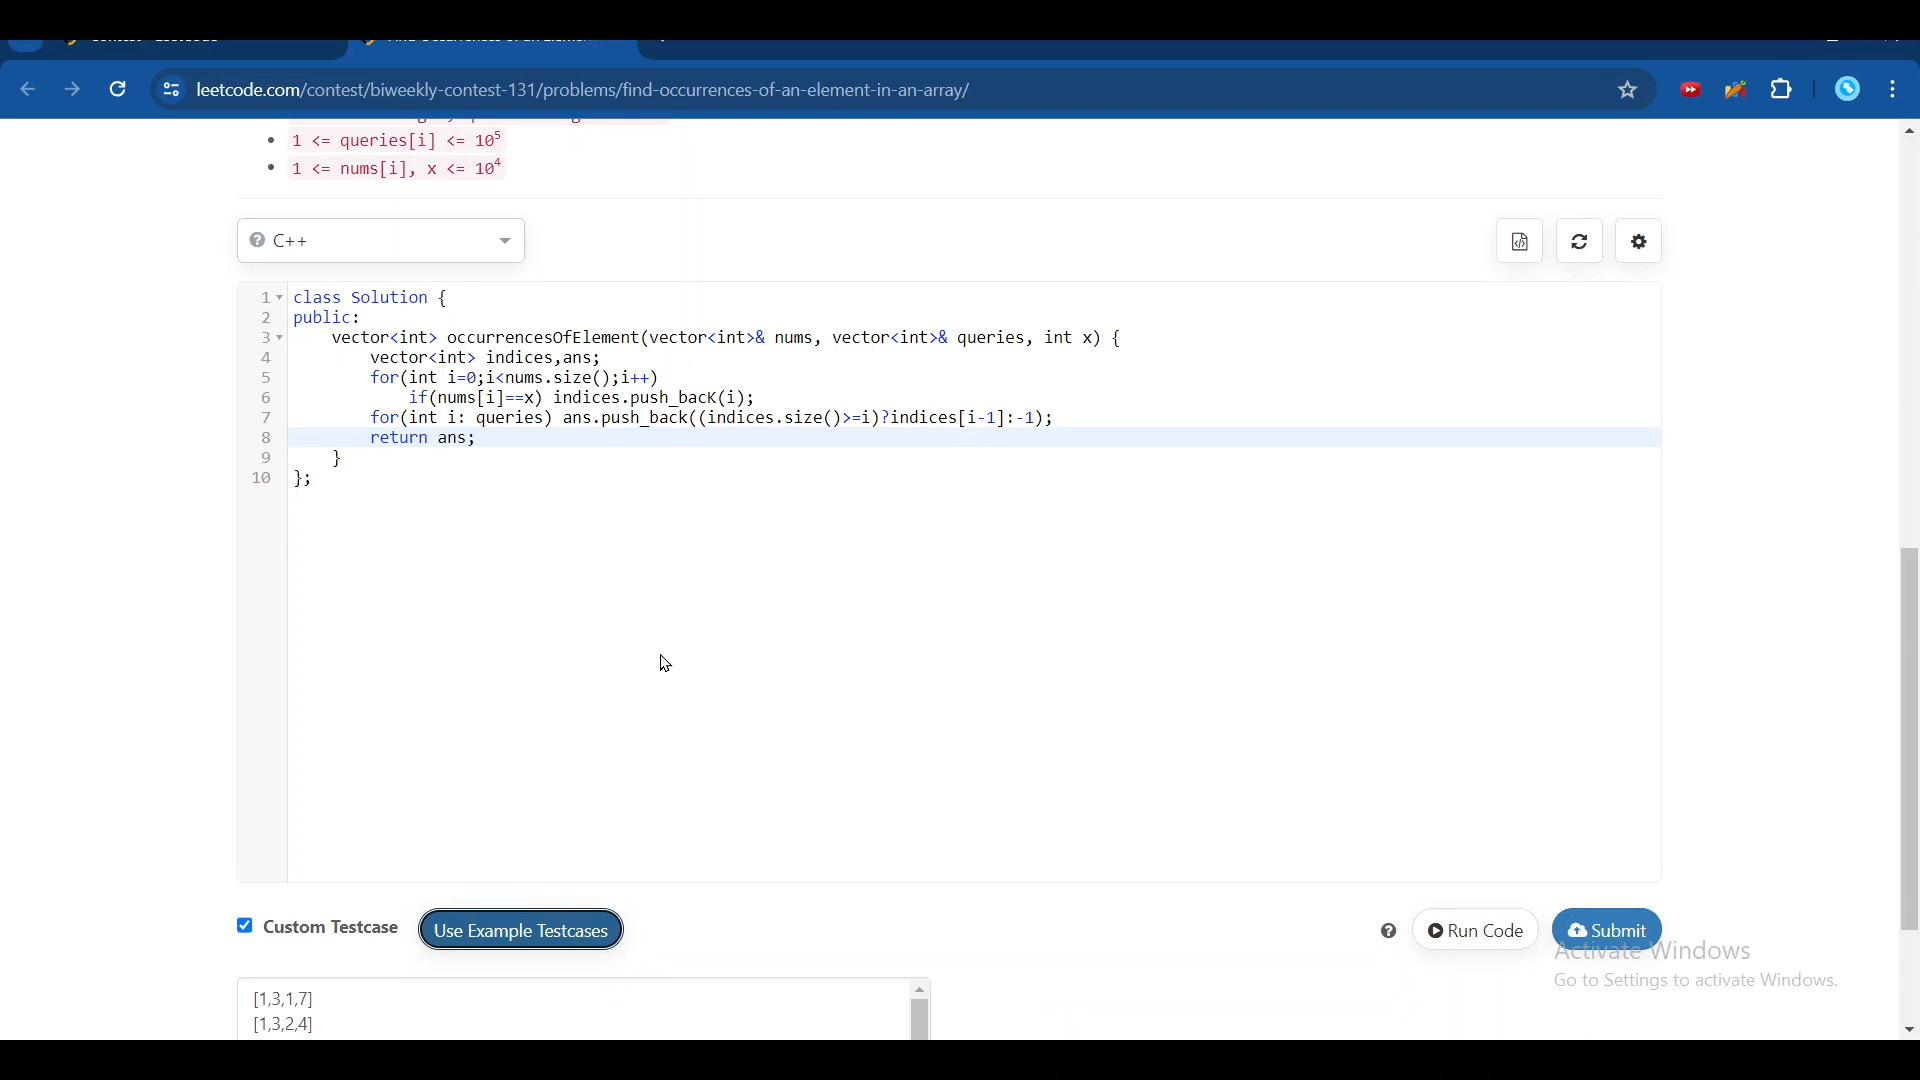 leetcode.com/contest/biweekly-contest-131/problems/find-occurrences-of-an-element-in-an-array/
1 <= queries[i] <= 10⁵
1 <= nums[i], x <= 10⁴
C++
1 class Solution {
2 public:
3 vector<int> occurrencesOfElement(vector<int>& nums, vector<int>& queries, int x) {
4 vector<int> indices,ans;
5 for(int i=0;i<nums.size();i++)
6 if(nums[i]==x) indices.push_back(i);
7 for(int i: queries) ans.push_back((indices.size()>=i)?indices[i-1]:-1);
8 return ans;
9 }
10 };
Custom Testcase Use Example Testcases Run Code Submit
Activate Windows
Go to Settings to activate Windows.
[1,3,1,7]
[1,3,2,4]